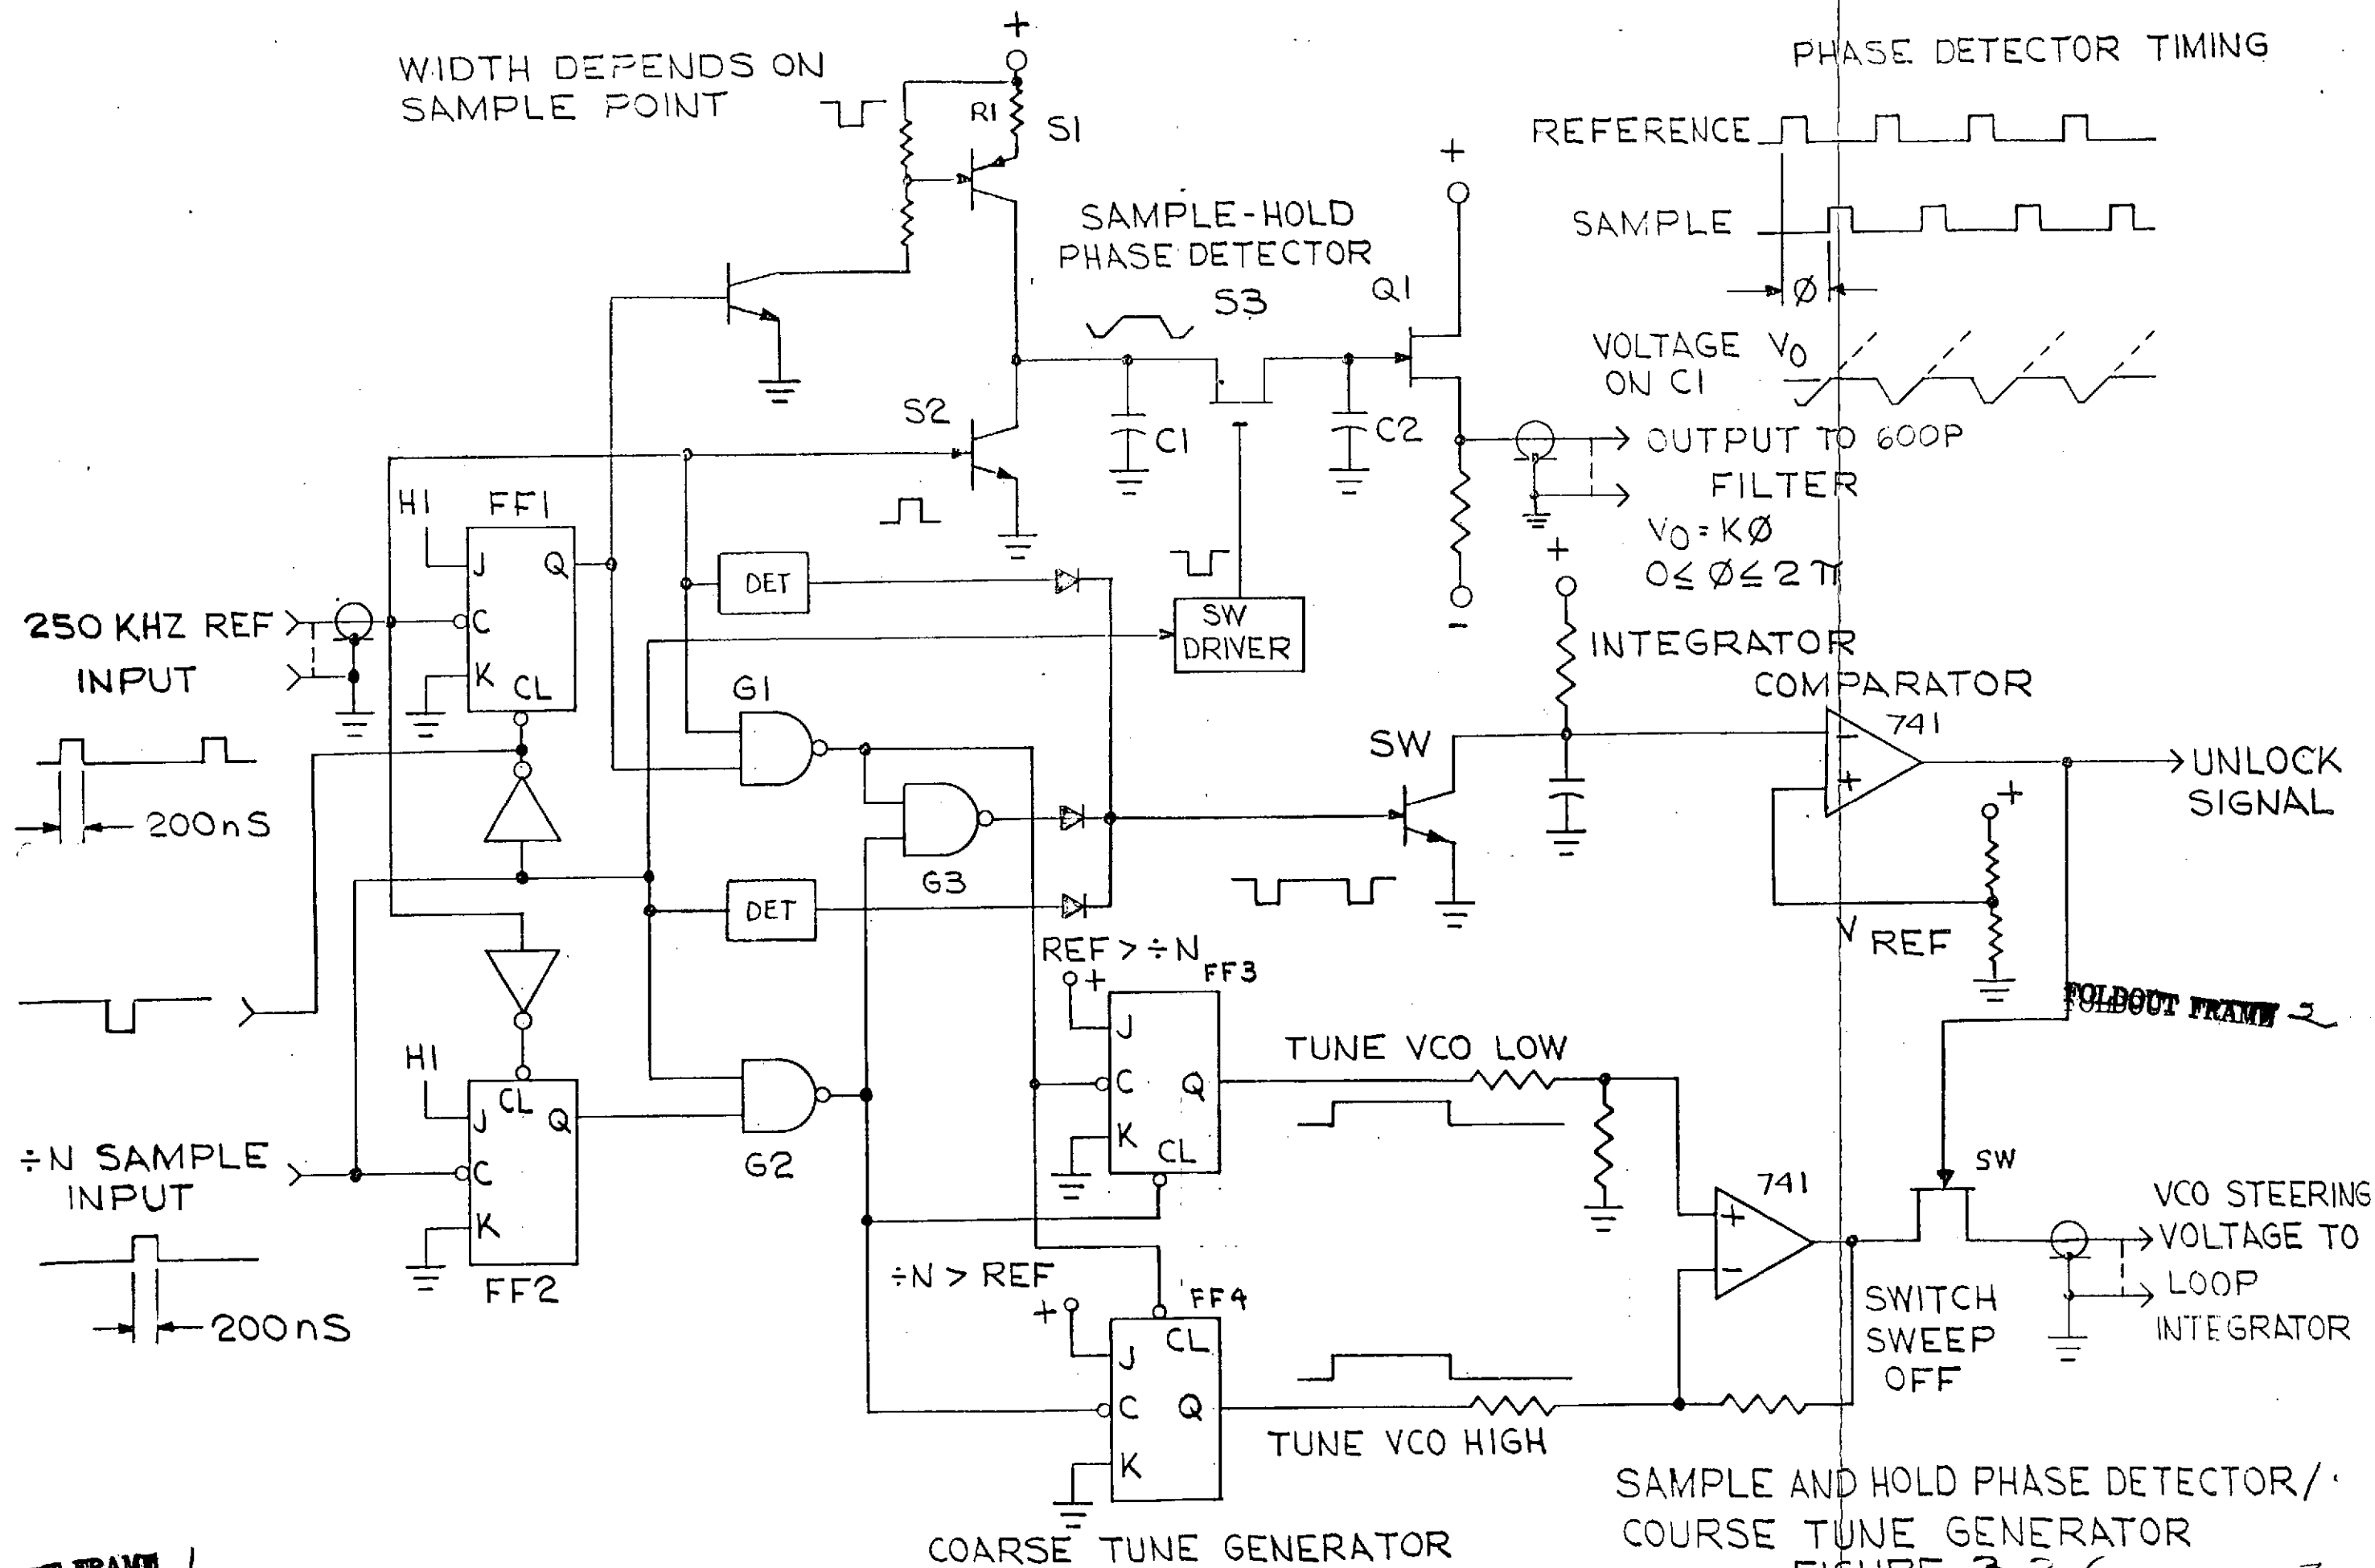 WIDTH DEPENDS ON
SAMPLE POINT
+
R1
S1
PHASE DETECTOR TIMING
REFERENCE
SAMPLE
Ø
VOLTAGE
ON C1
V0
SAMPLE-HOLD
PHASE DETECTOR
S3
+
Q1
S2
C1
C2
OUTPUT TO 600P
FILTER
V0 = KØ
0 ≤ Ø ≤ 2π
-
HI
FF1
J
Q
C
K
CL
250 KHZ REF
INPUT
200nS
DET
SW
DRIVER
+
INTEGRATOR
COMPARATOR
741
-
+
UNLOCK
SIGNAL
+
V REF
G1
G3
SW
DET
REF > ÷N
+
FF3
J
C
Q
K
CL
FOLDOUT FRAME 2
HI
CL
J
Q
C
K
FF2
÷N SAMPLE
INPUT
200nS
G2
TUNE VCO LOW
÷N > REF
+
FF4
CL
J
C
Q
K
TUNE VCO HIGH
741
+
-
SW
SWITCH
SWEEP
OFF
VCO STEERING
VOLTAGE TO
LOOP
INTEGRATOR
COARSE TUNE GENERATOR
SAMPLE AND HOLD PHASE DETECTOR/
COURSE TUNE GENERATOR
FRAME 1